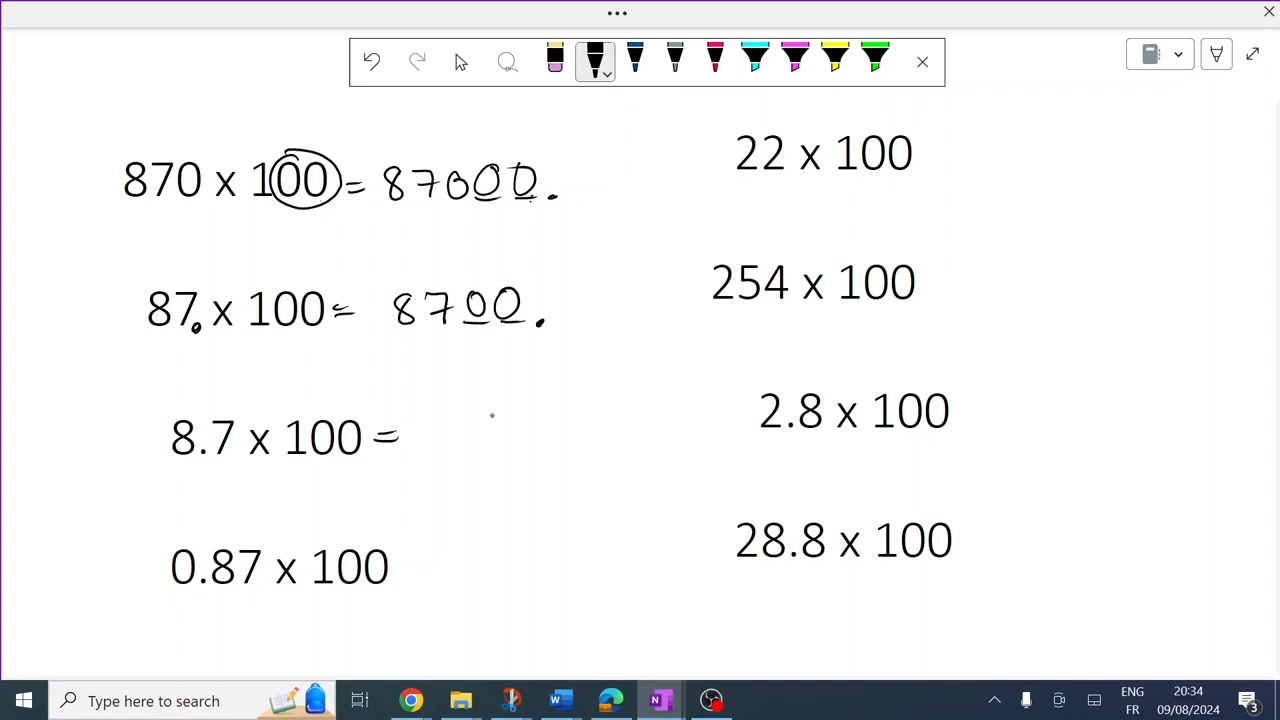 870 x 100 = 87000.
87. x 100 = 8700.
8.7 x 100 =
0.87 x 100
22 x 100
254 x 100
2.8 x 100
28.8 x 100
Type here to search
ENG
FR
20:34
09/08/2024
3